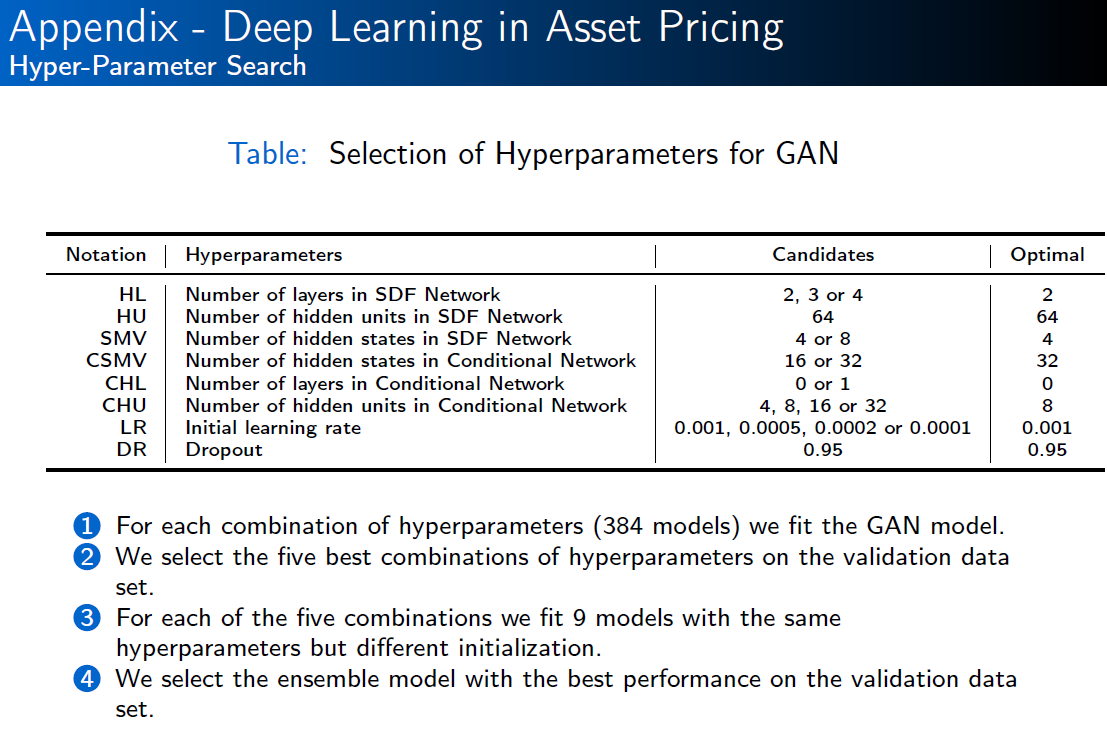 Appendix - Deep Learning in Asset Pricing
Hyper-Parameter Search
Table: Selection of Hyperparameters for GAN
Notation Hyperparameters Candidates Optimal
HL Number of layers in SDF Network 2, 3 or 4 2
HU Number of hidden units in SDF Network 64 64
SMV Number of hidden states in SDF Network 4 or 8 4
CSMV Number of hidden states in Conditional Network 16 or 32 32
CHL Number of layers in Conditional Network 0 or 1 0
CHU Number of hidden units in Conditional Network 4, 8, 16 or 32 8
LR Initial learning rate 0.001, 0.0005, 0.0002 or 0.0001 0.001
DR Dropout 0.95 0.95
1 For each combination of hyperparameters (384 models) we fit the GAN model.
2 We select the five best combinations of hyperparameters on the validation data
set.
3 For each of the five combinations we fit 9 models with the same
hyperparameters but different initialization.
4 We select the ensemble model with the best performance on the validation data
set.